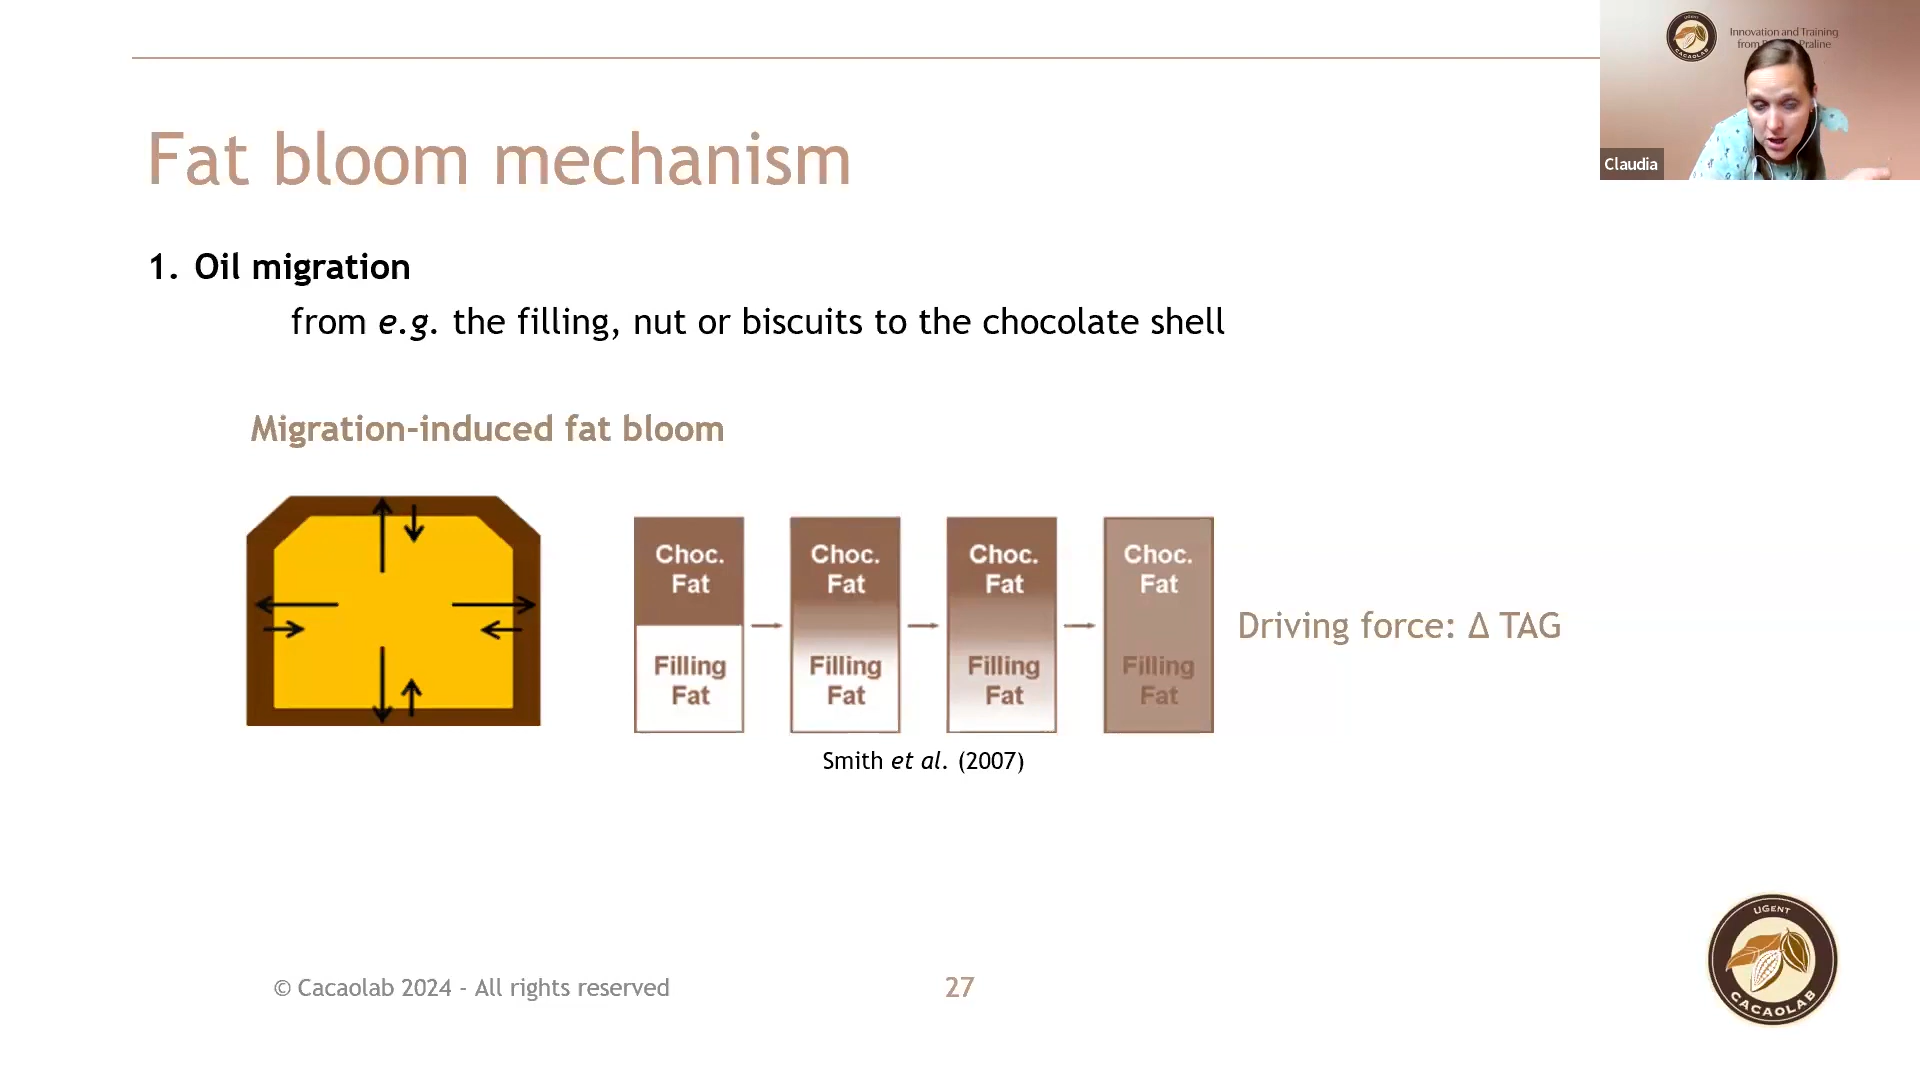 Innovation and Training
from
Praline
Claudia
Fat bloom mechanism
1. Oil migration
from e.g. the filling, nut or biscuits to the chocolate shell
Migration-induced fat bloom
Choc.
Fat
Filling
Fat
Choc.
Fat
Filling
Fat
Choc.
Fat
Filling
Fat
Choc.
Fat
Filling
Fat
Driving force: Δ TAG
Smith et al. (2007)
© Cacaolab 2024 - All rights reserved
27
UGENT
CACAOLAB